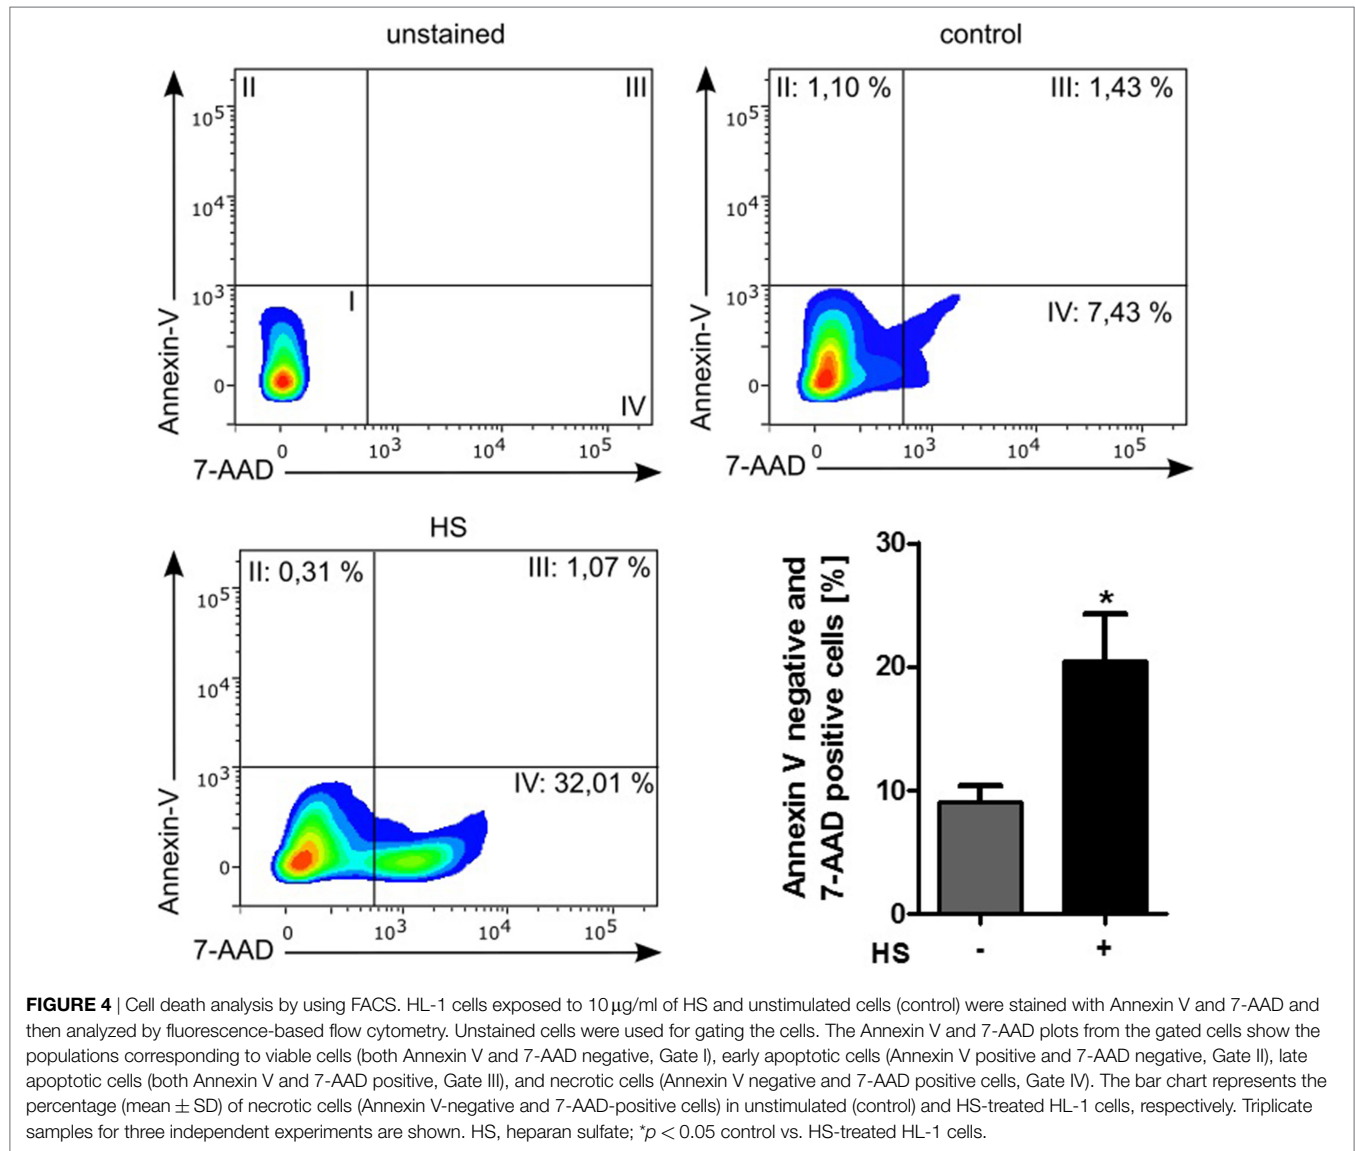 unstained
II
III
10⁵
10⁴
10³
0
I
IV
Annexin-V
0
10³
10⁴
10⁵
7-AAD
control
II: 1,10 %
III: 1,43 %
10⁵
10⁴
10³
0
IV: 7,43 %
Annexin-V
0
10³
10⁴
10⁵
7-AAD
HS
II: 0,31 %
III: 1,07 %
10⁵
10⁴
10³
0
IV: 32,01 %
Annexin-V
0
10³
10⁴
10⁵
7-AAD
Annexin V negative and
7-AAD positive cells [%]
30
20
10
0
*
HS
-
+
FIGURE 4 | Cell death analysis by using FACS. HL-1 cells exposed to 10 µg/ml of HS and unstimulated cells (control) were stained with Annexin V and 7-AAD and
then analyzed by fluorescence-based flow cytometry. Unstained cells were used for gating the cells. The Annexin V and 7-AAD plots from the gated cells show the
populations corresponding to viable cells (both Annexin V and 7-AAD negative, Gate I), early apoptotic cells (Annexin V positive and 7-AAD negative, Gate II), late
apoptotic cells (both Annexin V and 7-AAD positive, Gate III), and necrotic cells (Annexin V negative and 7-AAD positive cells, Gate IV). The bar chart represents the
percentage (mean ± SD) of necrotic cells (Annexin V-negative and 7-AAD-positive cells) in unstimulated (control) and HS-treated HL-1 cells, respectively. Triplicate
samples for three independent experiments are shown. HS, heparan sulfate; *p < 0.05 control vs. HS-treated HL-1 cells.